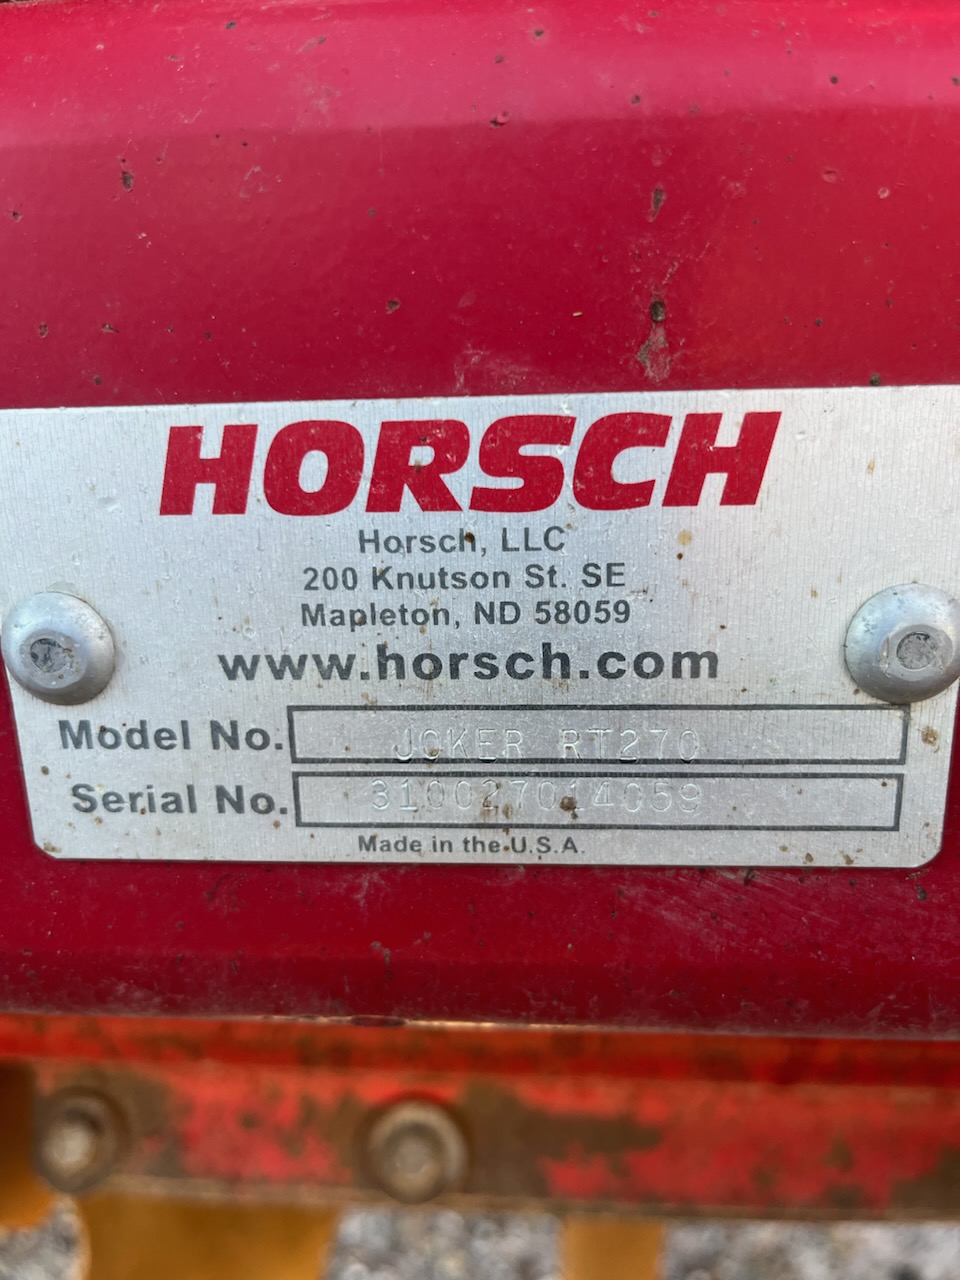 HORSCH
Horsch, LLC
200 Knutson St. SE
Mapleton, ND 58059
www.horsch.com
Model No. JOKER RT270
Serial No. 310027014059
Made in the U.S.A.